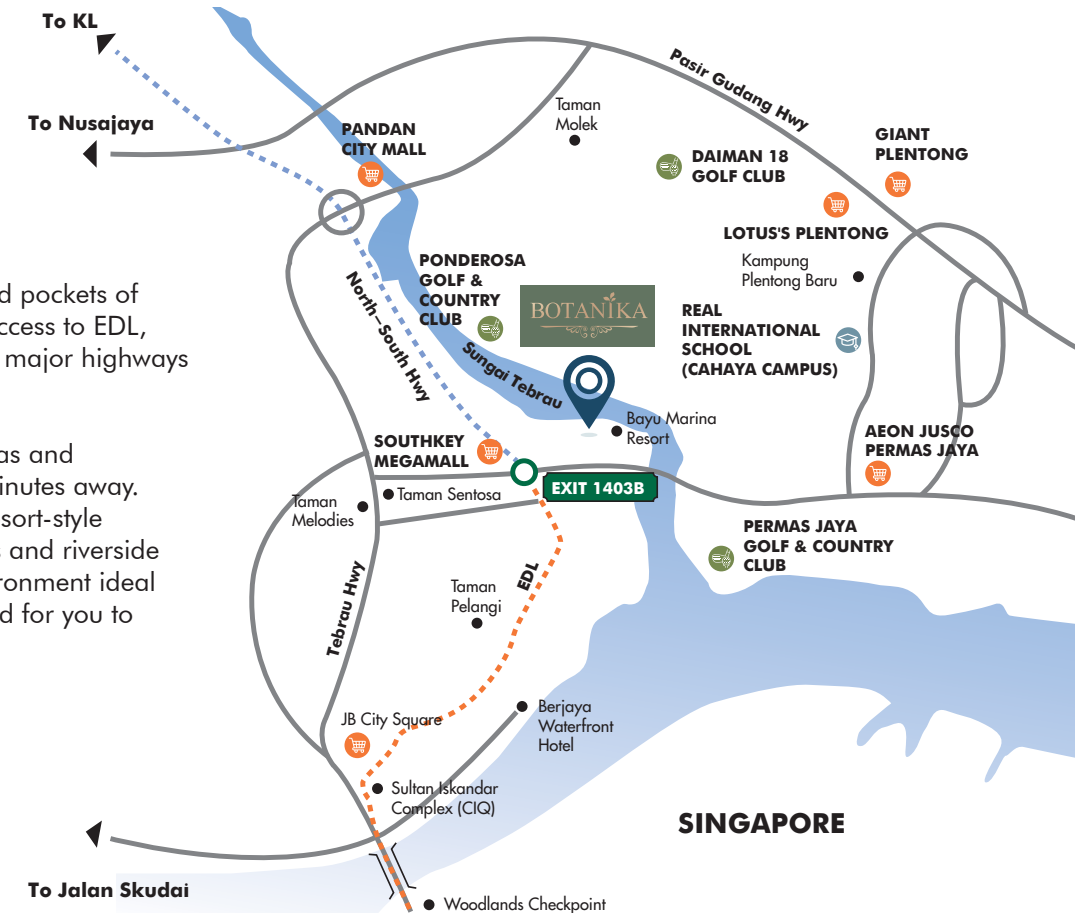 To KL
To Nusajaya
Pasir Gudang Hwy
Taman
Molek
PANDAN
CITY MALL
DAIMAN 18
GOLF CLUB
GIANT
PLENTONG
LOTUS'S PLENTONG
Kampung
Plentong Baru
PONDEROSA
GOLF &
COUNTRY
CLUB
BOTANIKA
REAL
INTERNATIONAL
SCHOOL
(CAHAYA CAMPUS)
d pockets of
ccess to EDL,
major highways
North–South Hwy
Sungai Tebrau
Bayu Marina
Resort
AEON JUSCO
PERMAS JAYA
SOUTHKEY
MEGAMALL
as and
inutes away.
sort-style
s and riverside
ironment ideal
d for you to
Taman Sentosa
EXIT 1403B
Taman
Melodies
PERMAS JAYA
GOLF & COUNTRY
CLUB
Tebrau Hwy
Taman
Pelangi
EDL
JB City Square
Berjaya
Waterfront
Hotel
Sultan Iskandar
Complex (CIQ)
SINGAPORE
To Jalan Skudai
Woodlands Checkpoint